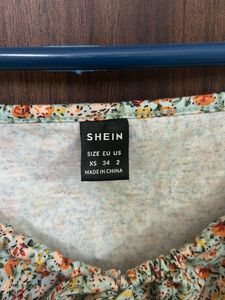 SHEIN
SIZE EU US
XS 34 2
MADE IN CHINA